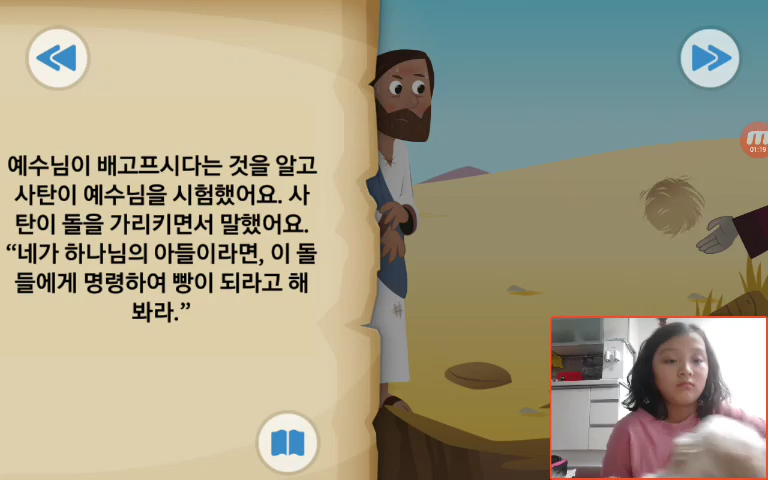 예수님이 배고프시다는 것을 알고
사탄이 예수님을 시험했어요. 사
탄이 돌을 가리키면서 말했어요.
“네가 하나님의 아들이라면, 이 돌
들에게 명령하여 빵이 되라고 해
봐라.”
01:19